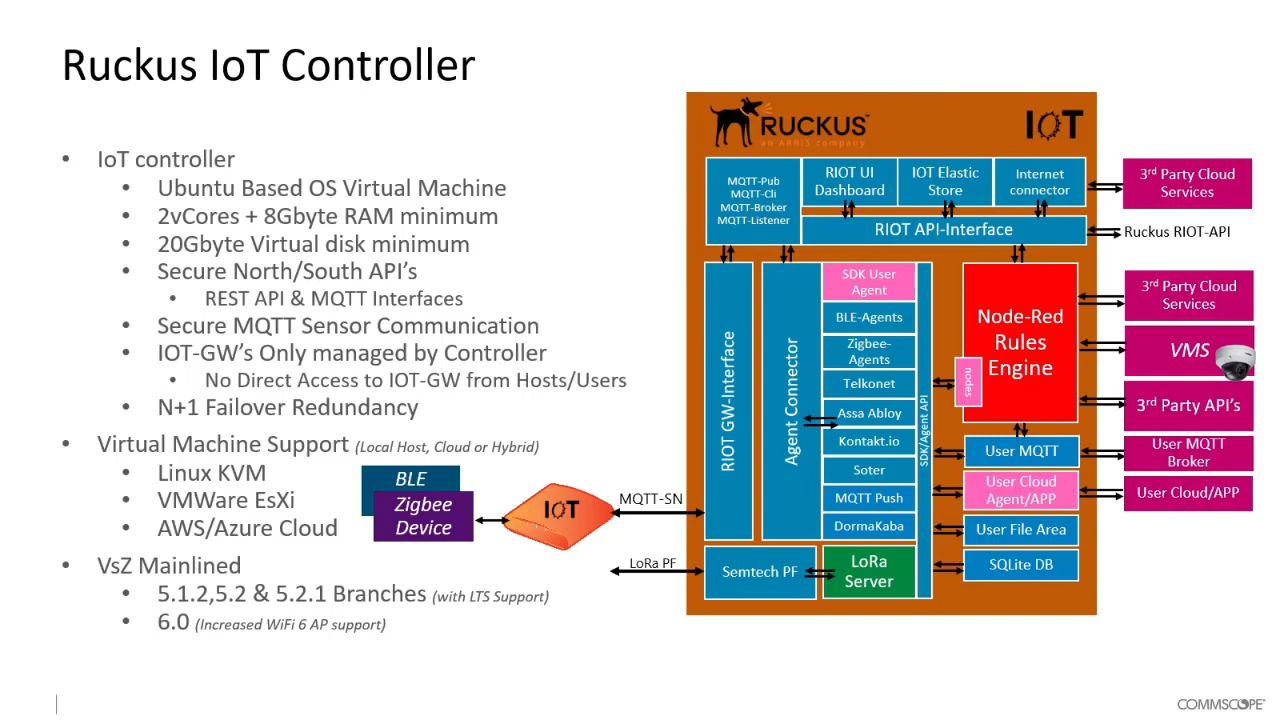 Ruckus IoT Controller
• IoT controller
• Ubuntu Based OS Virtual Machine
• 2vCores + 8Gbyte RAM minimum
• 20Gbyte Virtual disk minimum
• Secure North/South API's
• REST API & MQTT Interfaces
• Secure MQTT Sensor Communication
• IOT-GW's Only managed by Controller
• No Direct Access to IOT-GW from Hosts/Users
• N+1 Failover Redundancy
• Virtual Machine Support (Local Host, Cloud or Hybrid)
• Linux KVM
• VMWare EsXi
• AWS/Azure Cloud
• VsZ Mainlined
• 5.1.2,5.2 & 5.2.1 Branches (with LTS Support)
• 6.0 (Increased WiFi 6 AP support)
BLE
Zigbee
Device
IoT
MQTT-SN
LoRa PF
RUCKUS™
an ARRIS company
IoT
MQTT-Pub
MQTT-Cli
MQTT-Broker
MQTT-Listener
RIOT UI
Dashboard
IOT Elastic
Store
Internet
connector
RIOT API-Interface
RIOT GW-Interface
Agent Connector
SDK User
Agent
BLE-Agents
Zigbee-
Agents
Telkonet
Assa Abloy
Kontakt.io
Soter
MQTT Push
DormaKaba
SDK/Agent API
Semtech PF
LoRa
Server
Node-Red
Rules
Engine
nodes
User MQTT
User Cloud
Agent/APP
User File Area
SQLite DB
3rd Party Cloud
Services
Ruckus RIOT-API
3rd Party Cloud
Services
VMS
3rd Party API's
User MQTT
Broker
User Cloud/APP
COMMSCOPE®